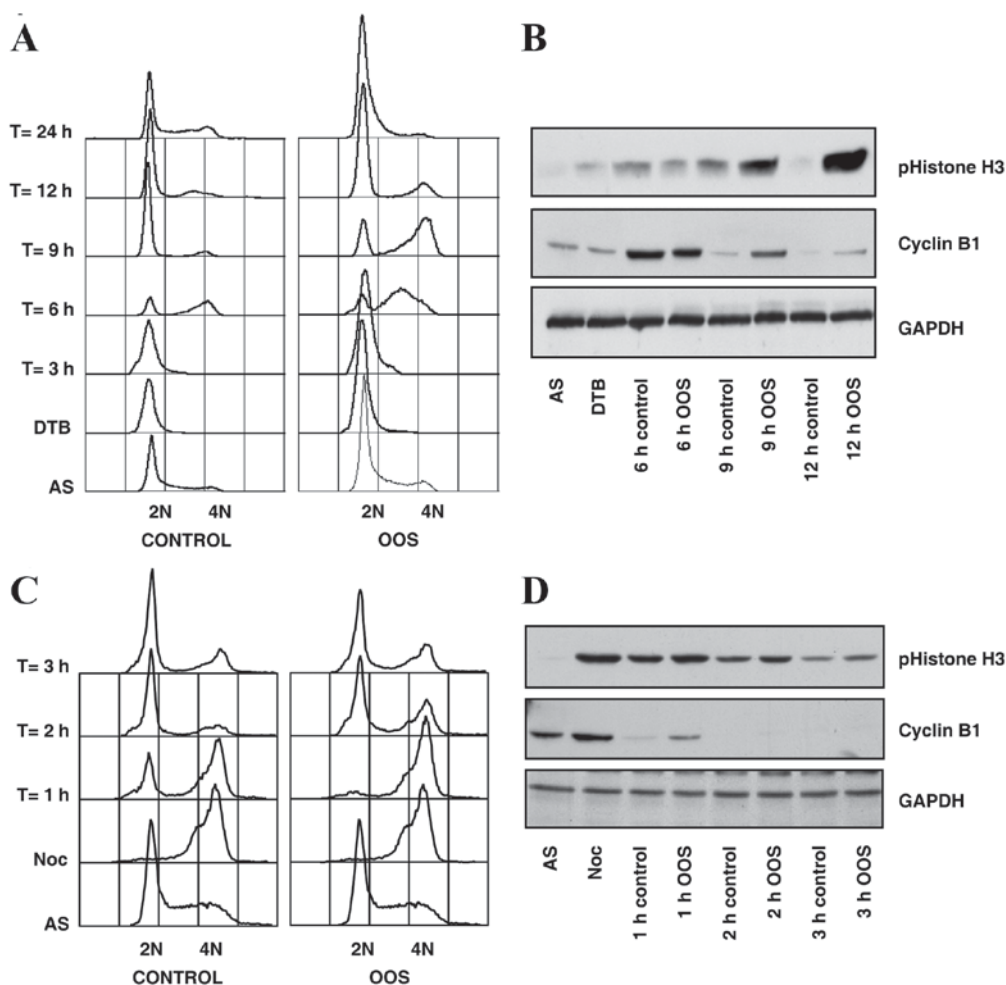 A
T= 24 h
T= 12 h
T= 9 h
T= 6 h
T= 3 h
DTB
AS
2N 4N
CONTROL
2N 4N
OOS
B
pHistone H3
Cyclin B1
GAPDH
AS
DTB
6 h control
6 h OOS
9 h control
9 h OOS
12 h control
12 h OOS
C
T= 3 h
T= 2 h
T= 1 h
Noc
AS
2N 4N
CONTROL
2N 4N
OOS
D
pHistone H3
Cyclin B1
GAPDH
AS
Noc
1 h control
1 h OOS
2 h control
2 h OOS
3 h control
3 h OOS